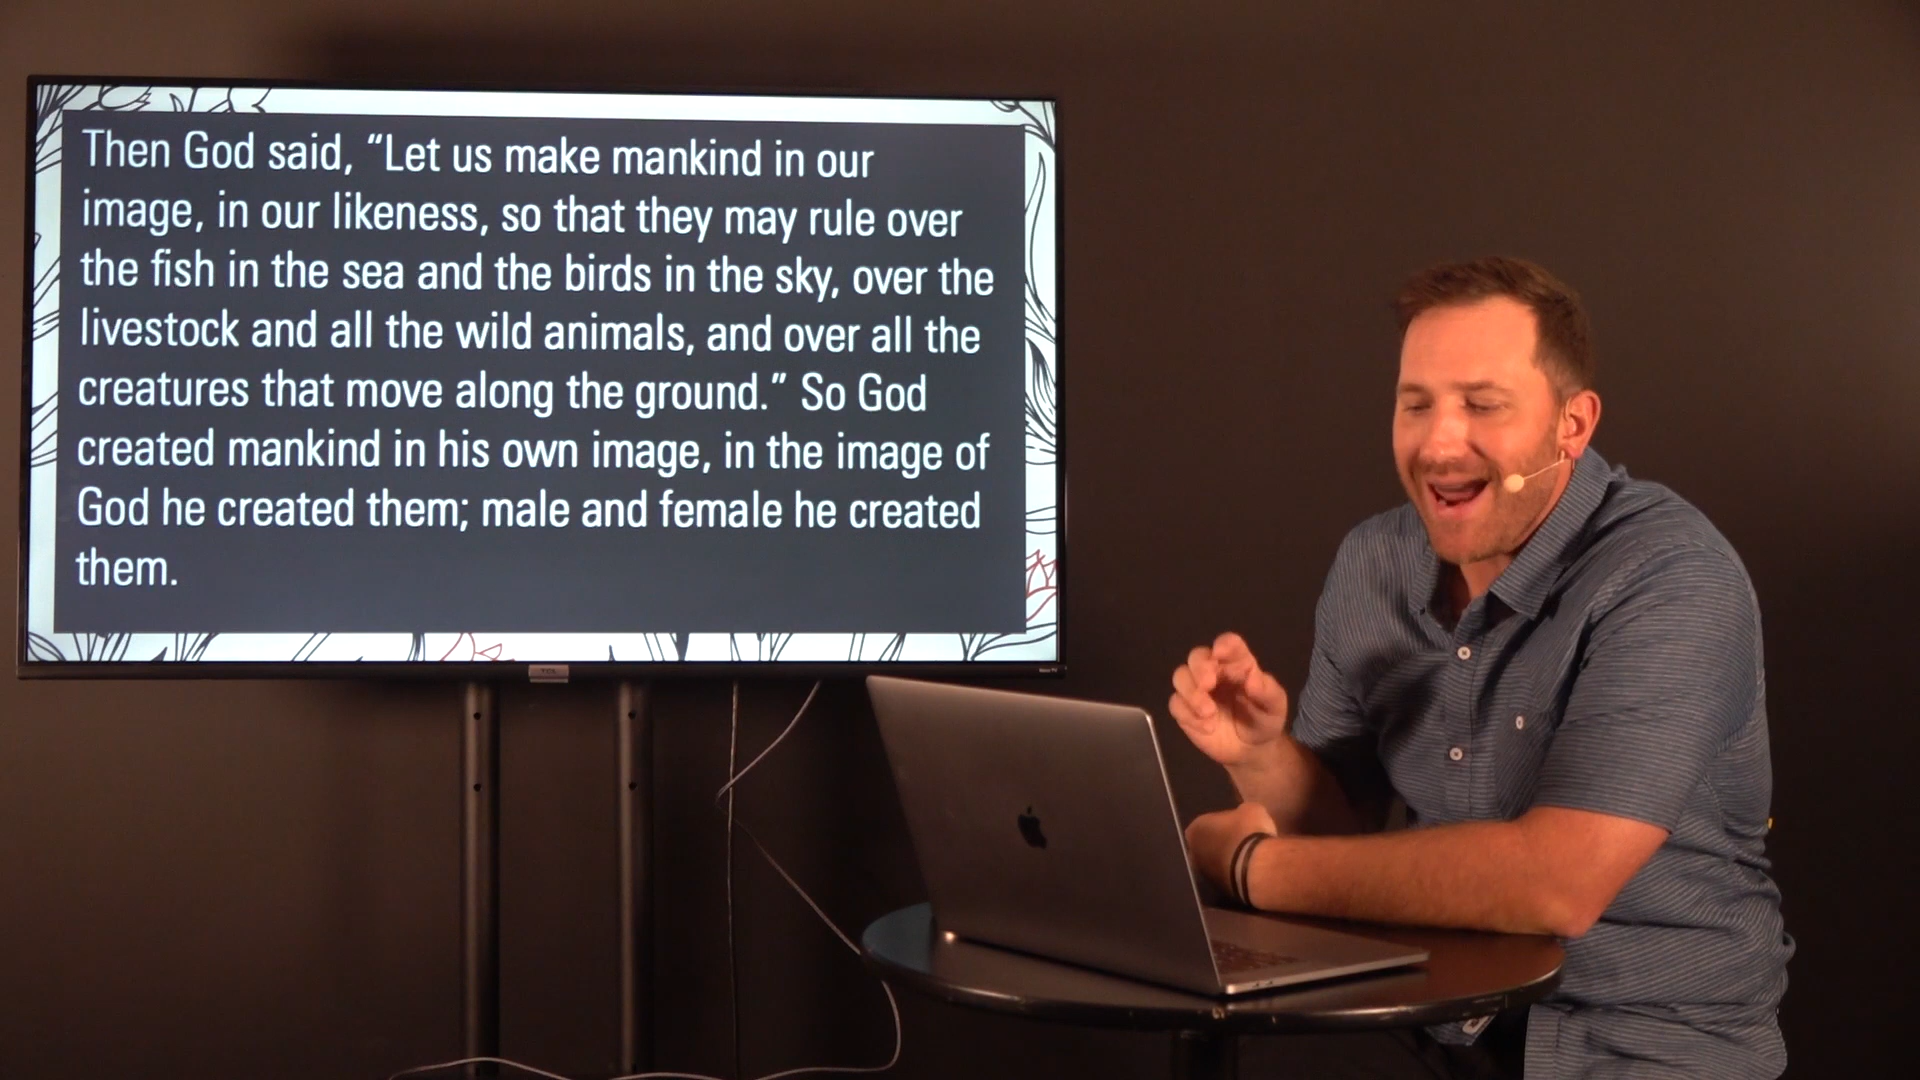 Then God said, “Let us make mankind in our
image, in our likeness, so that they may rule over
the fish in the sea and the birds in the sky, over the
livestock and all the wild animals, and over all the
creatures that move along the ground.” So God
created mankind in his own image, in the image of
God he created them; male and female he created
them.
TCL